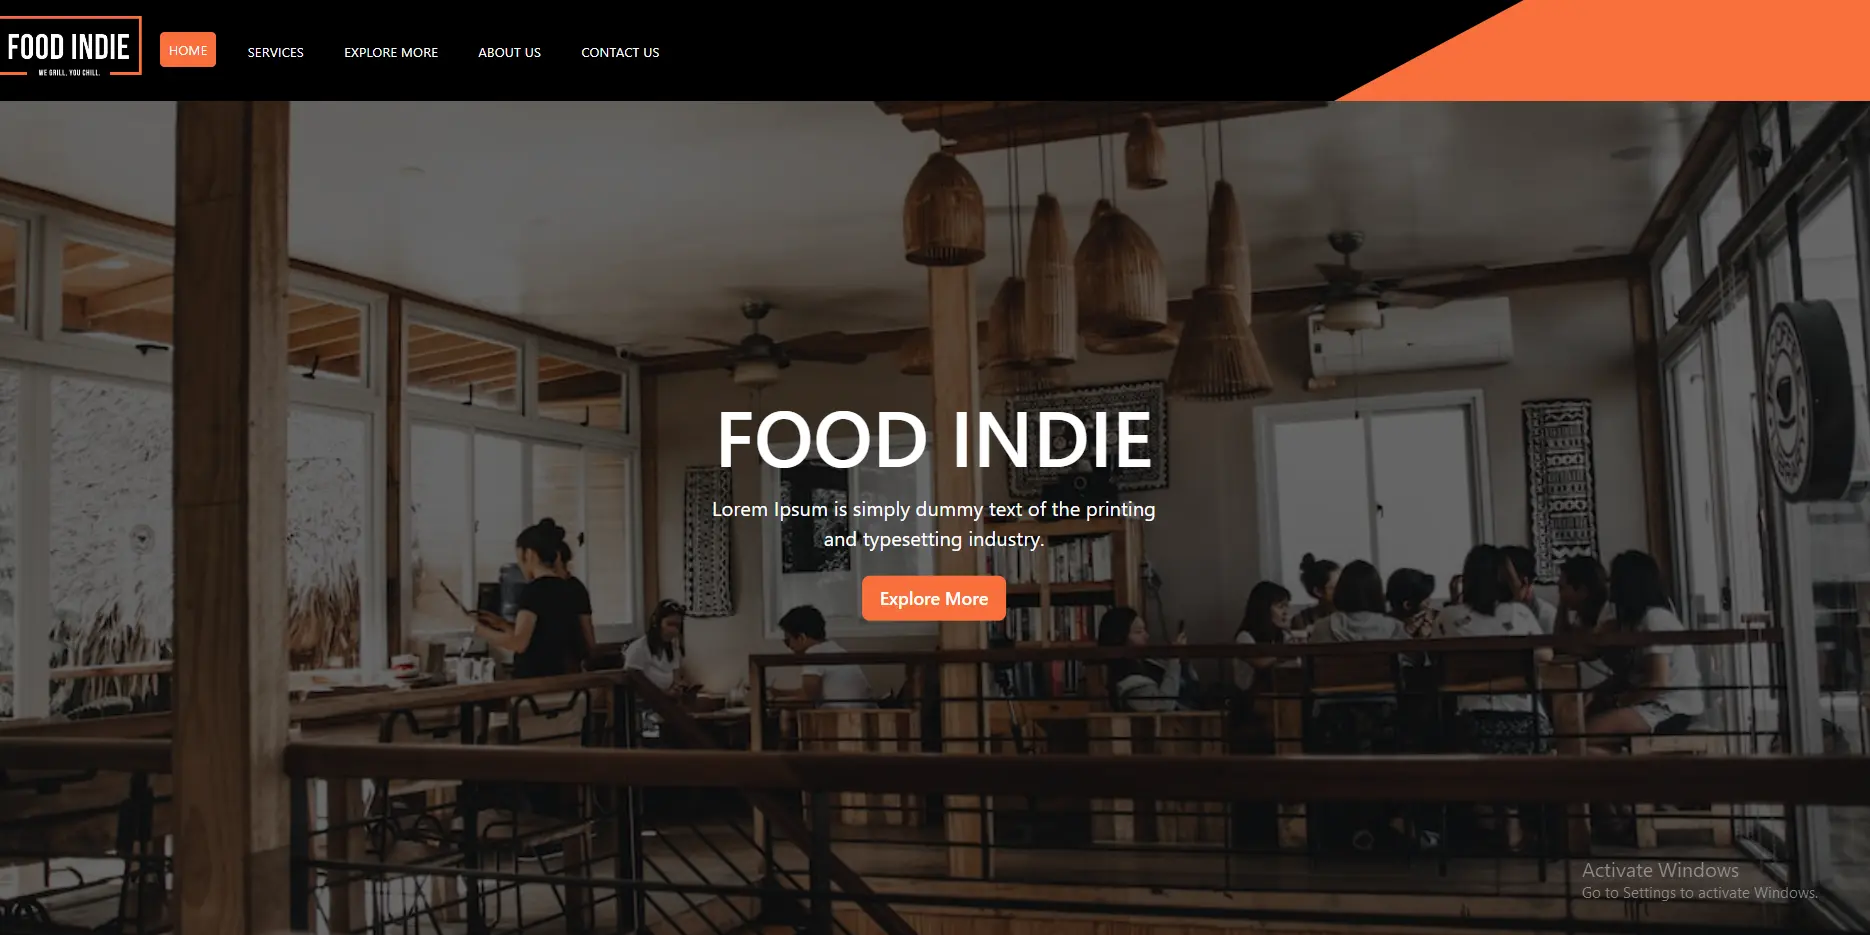 FOOD INDIE
WE GRILL. YOU CHILL.
HOME
SERVICES
EXPLORE MORE
ABOUT US
CONTACT US
FOOD INDIE
Lorem Ipsum is simply dummy text of the printing
and typesetting industry.
Explore More
Activate Windows
Go to Settings to activate Windows.